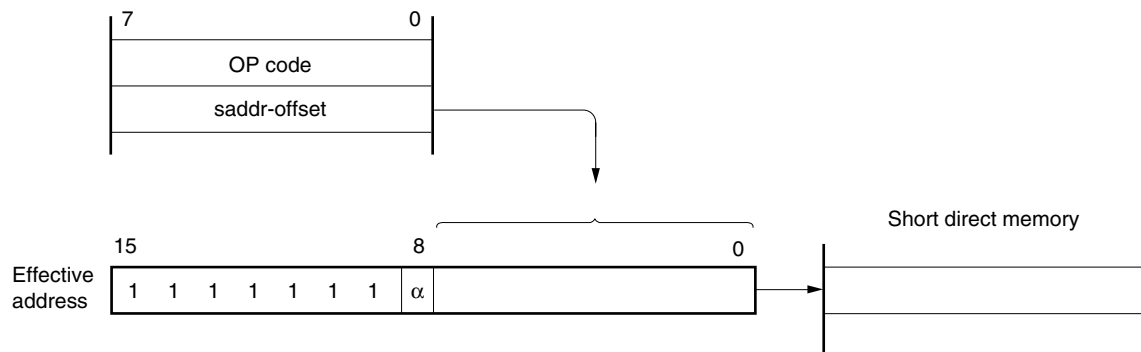 7 0
OP code
saddr-offset
Short direct memory
15 8 0
Effective
address
1 1 1 1 1 1 1 α